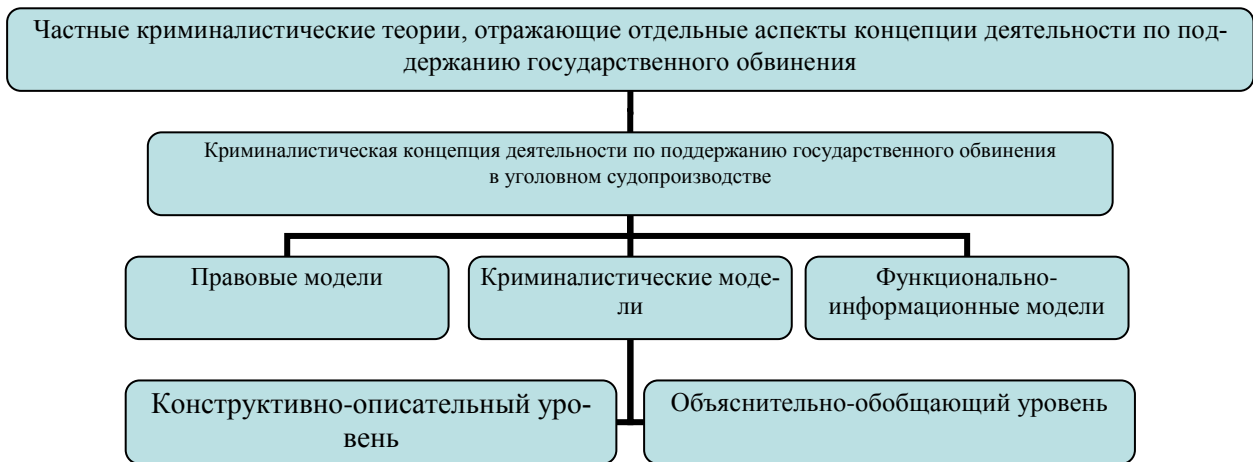 Частные криминалистические теории, отражающие отдельные аспекты концепции деятельности по под-
держанию государственного обвинения
Криминалистическая концепция деятельности по поддержанию государственного обвинения
в уголовном судопроизводстве
Правовые модели
Криминалистические моде-
ли
Функционально-
информационные модели
Конструктивно-описательный уро-
вень
Объяснительно-обобщающий уровень